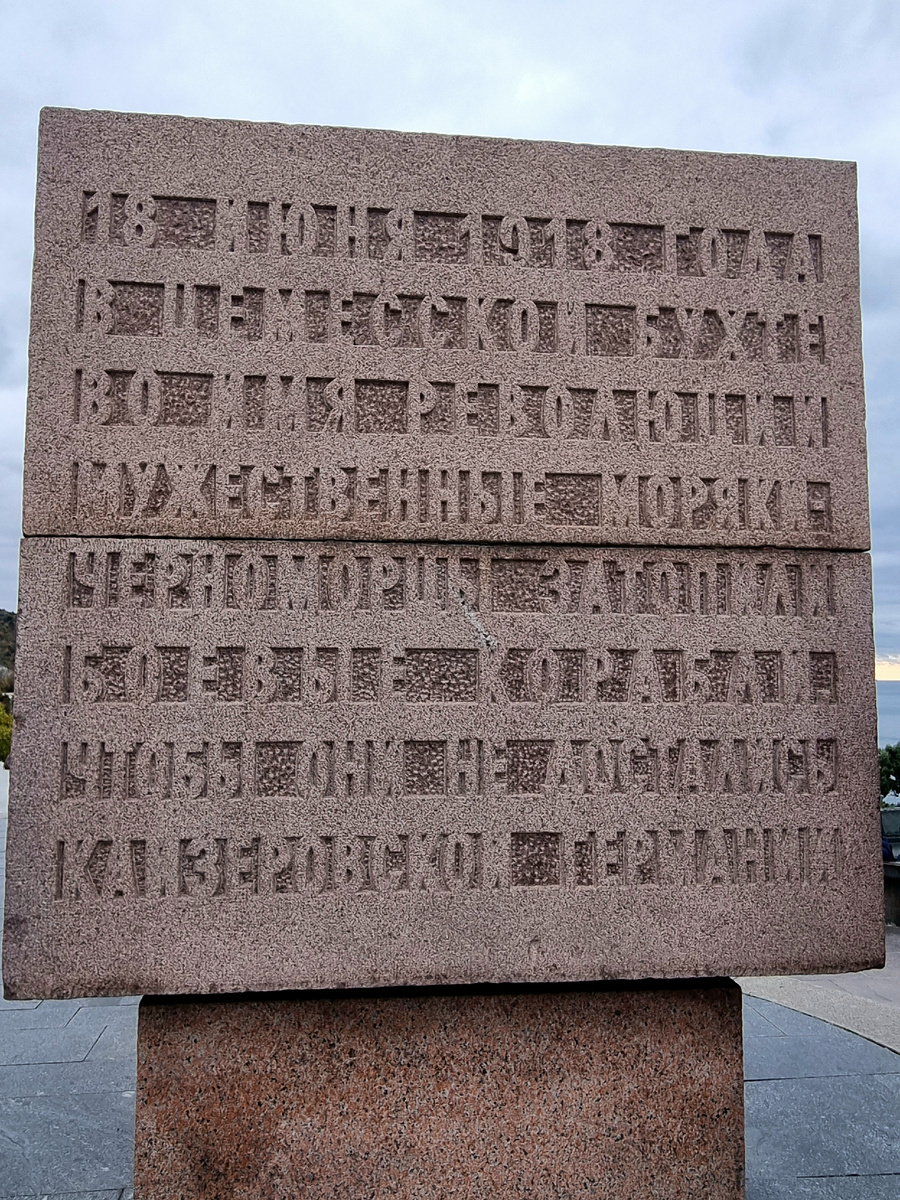 18 ИЮНЯ 1918 ГОДА
В ЦЕМЕССКОЙ БУХТЕ
ВО ИМЯ РЕВОЛЮЦИИ
МУЖЕСТВЕННЫЕ МОРЯКИ-
ЧЕРНОМОРЦЫ ЗАТОПИЛИ
БОЕВЫЕ КОРАБЛИ
ЧТОБЫ ОНИ НЕ ДОСТАЛИСЬ
КАЙЗЕРОВСКОЙ ГЕРМАНИИ